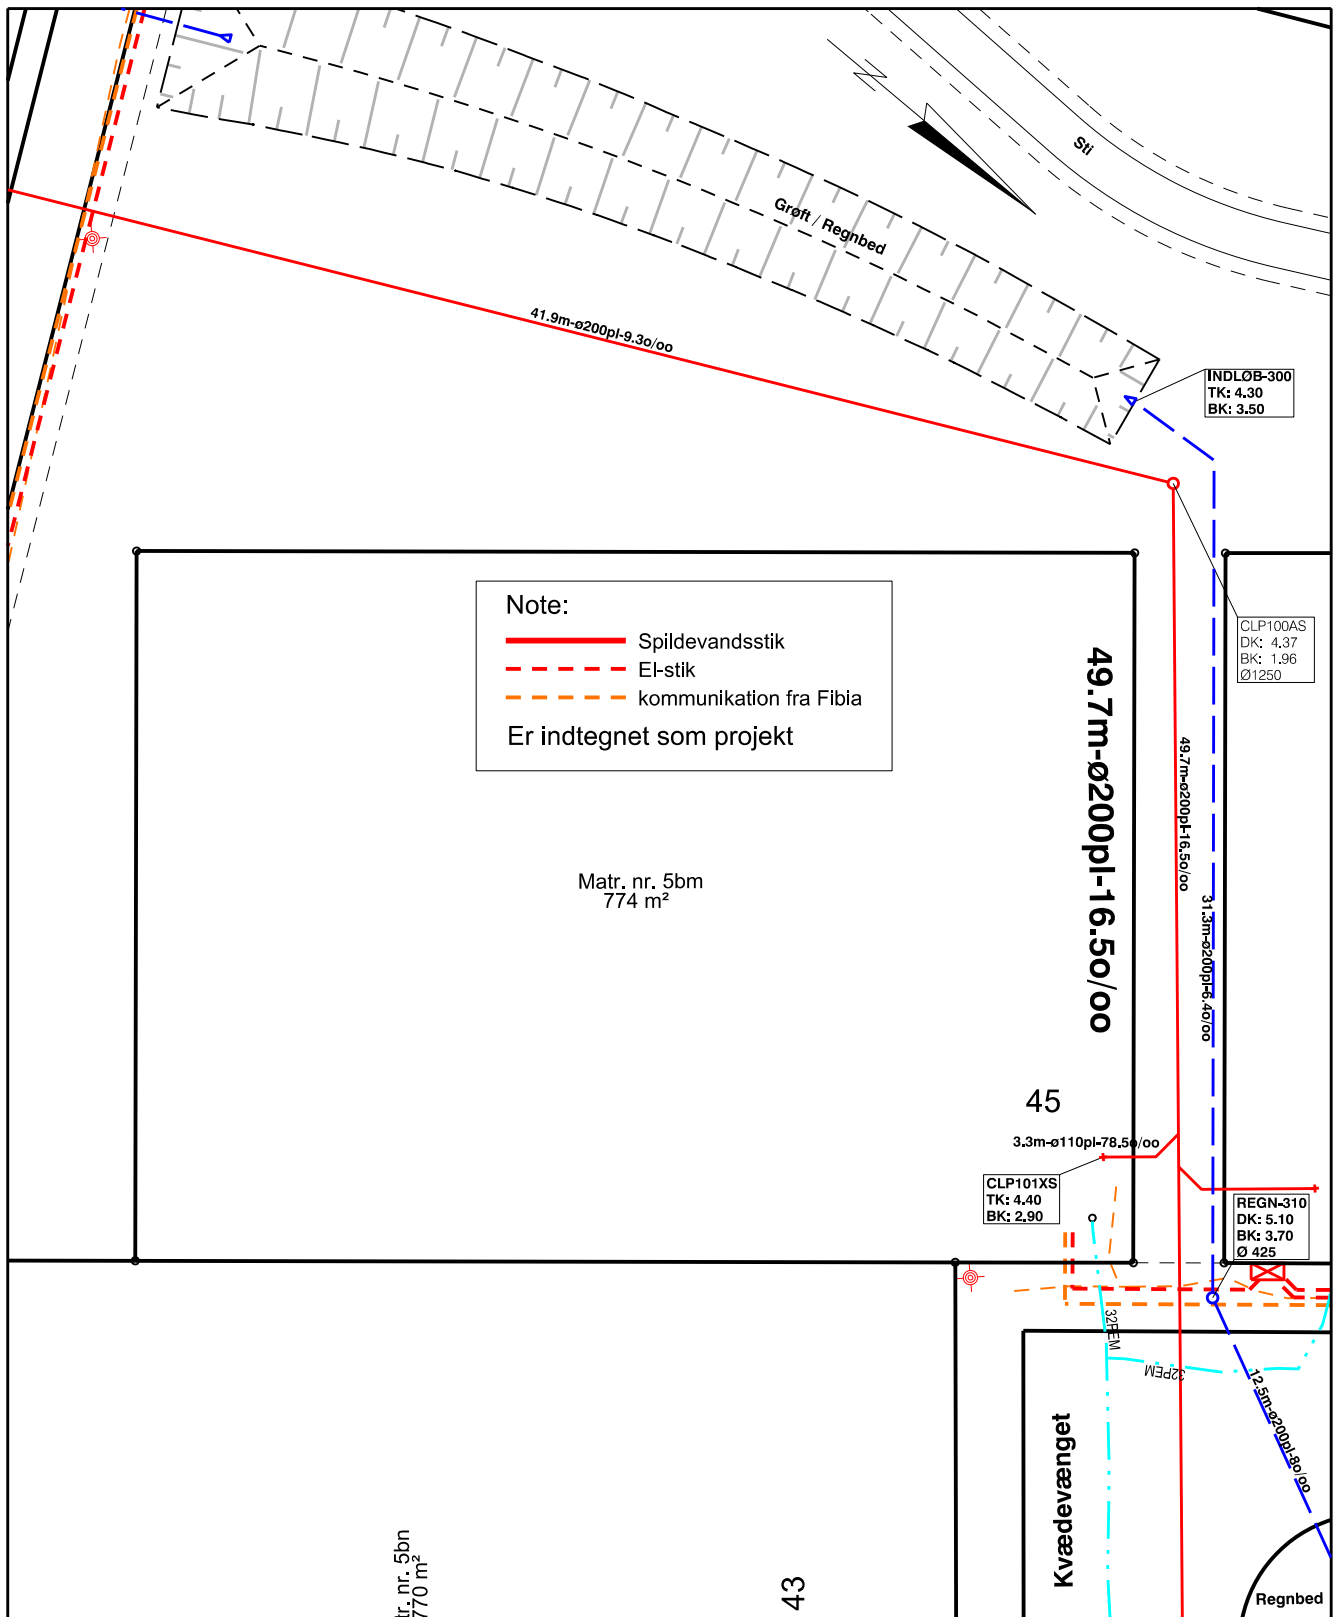 Sti
Grøft / Regnbed
41.9m-ø200pl-9.3o/oo
INDLØB-300
TK: 4.30
BK: 3.50
Note:
Spildevandsstik
El-stik
kommunikation fra Fibia
Er indtegnet som projekt
CLP100AS
DK: 4.37
BK: 1.96
Ø1250
49.7m-ø200pl-16.5o/oo
49.7m-ø200pl-16.5o/oo
31.3m-ø200pl-6.4o/oo
Matr. nr. 5bm
774 m²
45
3.3m-ø110pl-78.5o/oo
CLP101XS
TK: 4.40
BK: 2.90
REGN-310
DK: 5.10
BK: 3.70
Ø 425
32PEM
32PEM
12.5m-ø200pl-8o/oo
Kvædevænget
tr. nr. 5bn
770 m²
43
Regnbed